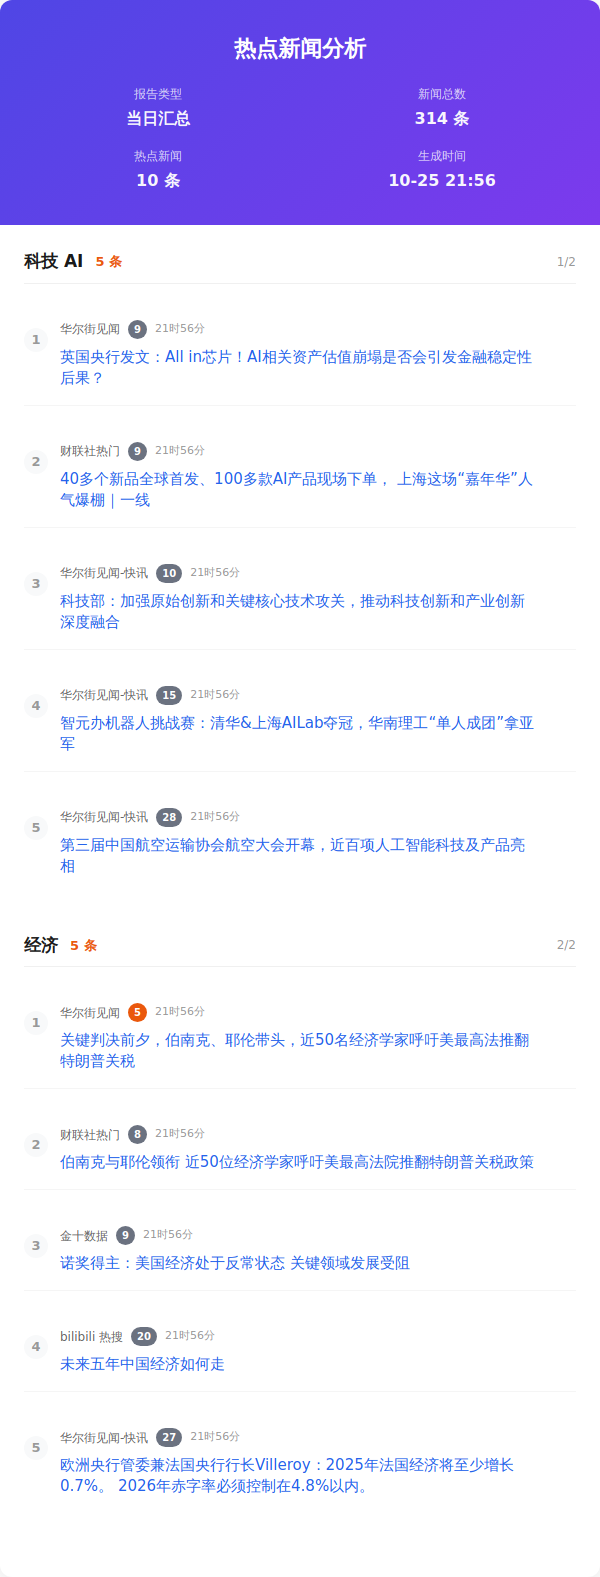 热点新闻分析
报告类型
当日汇总
新闻总数
314 条
热点新闻
10 条
生成时间
10-25 21:56
科技 AI 5 条 1/2
1
华尔街见闻 9 21时56分
英国央行发文：All in芯片！AI相关资产估值崩塌是否会引发金融稳定性
后果？
2
财联社热门 9 21时56分
40多个新品全球首发、100多款AI产品现场下单， 上海这场“嘉年华”人
气爆棚｜一线
3
华尔街见闻-快讯 10 21时56分
科技部：加强原始创新和关键核心技术攻关，推动科技创新和产业创新
深度融合
4
华尔街见闻-快讯 15 21时56分
智元办机器人挑战赛：清华&上海AILab夺冠，华南理工“单人成团”拿亚
军
5
华尔街见闻-快讯 28 21时56分
第三届中国航空运输协会航空大会开幕，近百项人工智能科技及产品亮
相
经济 5 条 2/2
1
华尔街见闻 5 21时56分
关键判决前夕，伯南克、耶伦带头，近50名经济学家呼吁美最高法推翻
特朗普关税
2
财联社热门 8 21时56分
伯南克与耶伦领衔 近50位经济学家呼吁美最高法院推翻特朗普关税政策
3
金十数据 9 21时56分
诺奖得主：美国经济处于反常状态 关键领域发展受阻
4
bilibili 热搜 20 21时56分
未来五年中国经济如何走
5
华尔街见闻-快讯 27 21时56分
欧洲央行管委兼法国央行行长Villeroy：2025年法国经济将至少增长
0.7%。 2026年赤字率必须控制在4.8%以内。